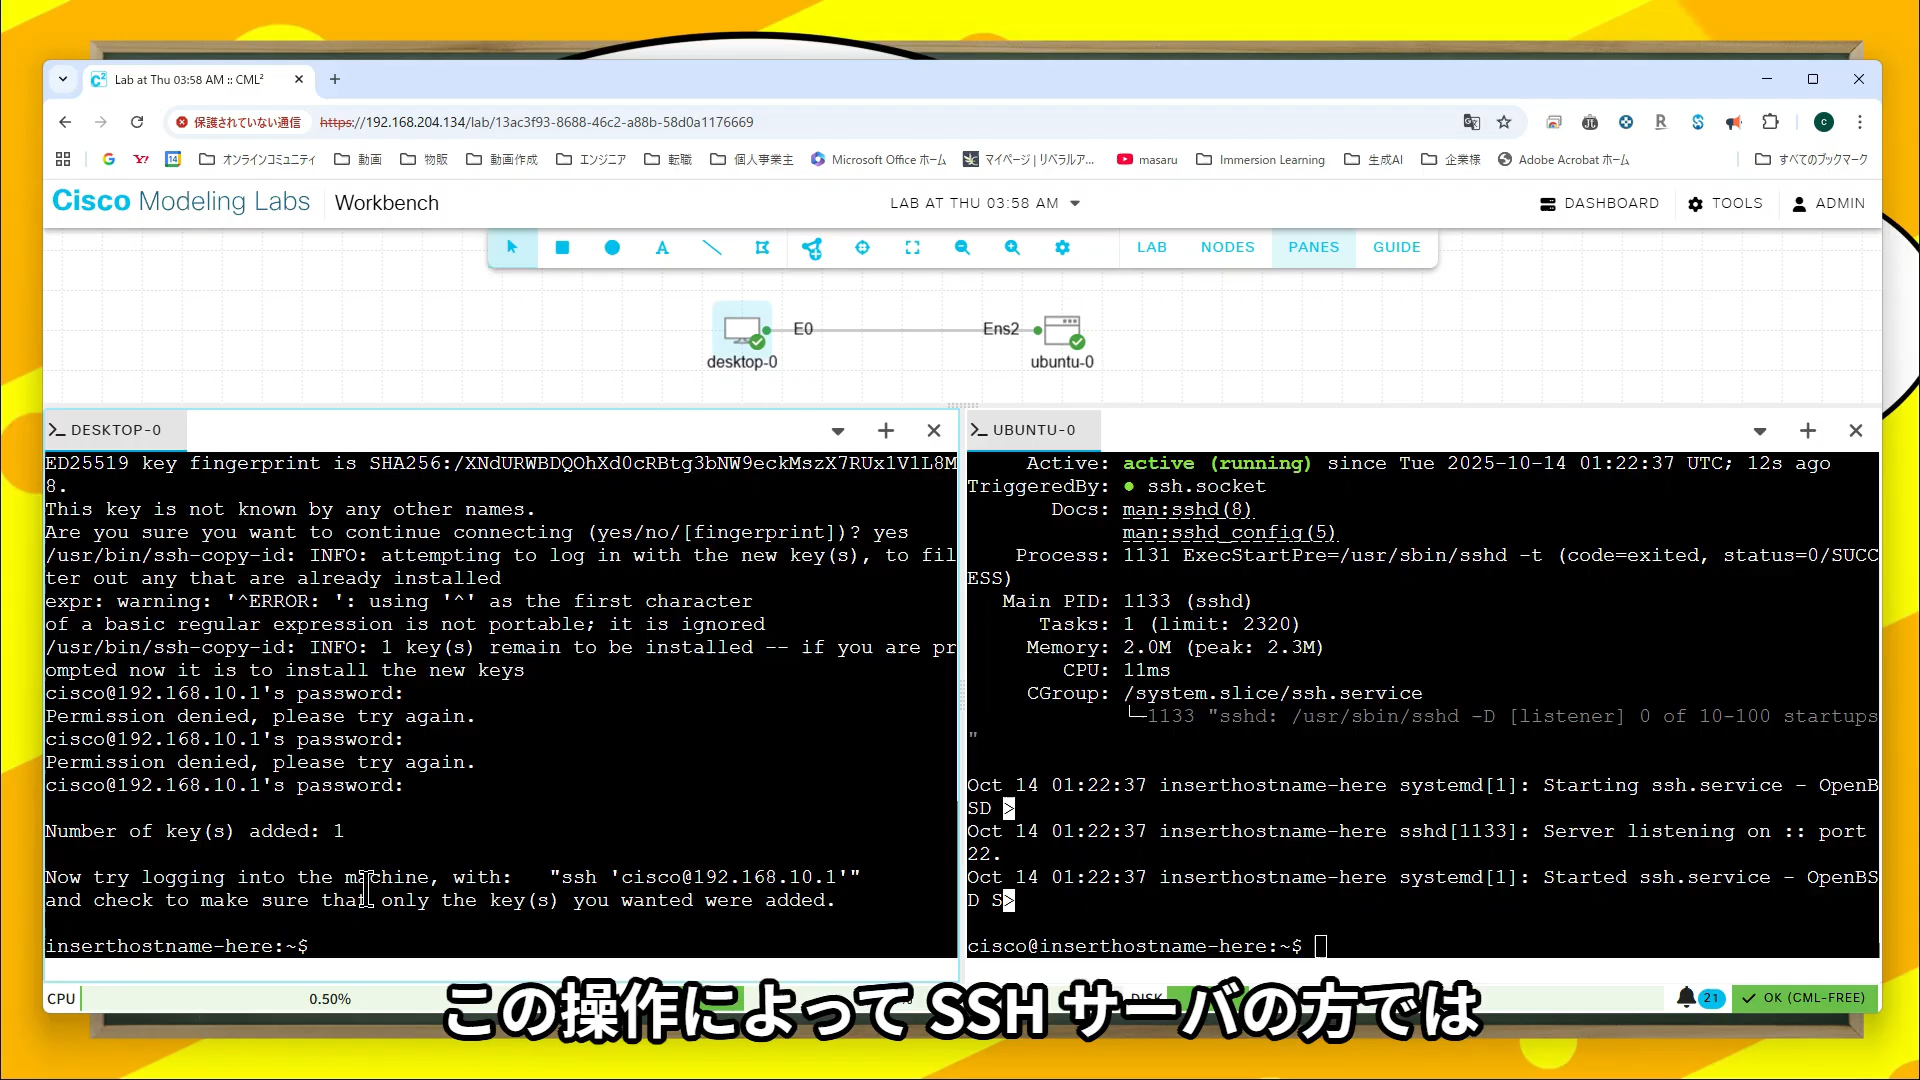 Lab at Thu 03:58 AM :: CML²
保護されていない通信 https://192.168.204.134/lab/13ac3f93-8688-46c2-a88b-58d0a1176669
オンラインコミュニティ 動画 物販 動画作成 エンジニア 転職 個人事業主 Microsoft Office ホーム マイページ | リベラルア... masaru Immersion Learning 生成AI 企業様 Adobe Acrobat ホーム すべてのブックマーク
Cisco Modeling Labs Workbench LAB AT THU 03:58 AM DASHBOARD TOOLS ADMIN
LAB NODES PANES GUIDE
E0 Ens2
desktop-0 ubuntu-0
DESKTOP-0
ED25519 key fingerprint is SHA256:/XNdURWBDQOhXd0cRBtg3bNW9eckMszX7RUx1V1L8M
8.
This key is not known by any other names.
Are you sure you want to continue connecting (yes/no/[fingerprint])? yes
/usr/bin/ssh-copy-id: INFO: attempting to log in with the new key(s), to fil
ter out any that are already installed
expr: warning: '^ERROR: ': using '^' as the first character
of a basic regular expression is not portable; it is ignored
/usr/bin/ssh-copy-id: INFO: 1 key(s) remain to be installed -- if you are pr
ompted now it is to install the new keys
cisco@192.168.10.1's password:
Permission denied, please try again.
cisco@192.168.10.1's password:
Permission denied, please try again.
cisco@192.168.10.1's password:
Number of key(s) added: 1
Now try logging into the machine, with:   "ssh 'cisco@192.168.10.1'"
and check to make sure that only the key(s) you wanted were added.
inserthostname-here:~$
UBUNTU-0
Active: active (running) since Tue 2025-10-14 01:22:37 UTC; 12s ago
TriggeredBy: ● ssh.socket
Docs: man:sshd(8)
man:sshd_config(5)
Process: 1131 ExecStartPre=/usr/sbin/sshd -t (code=exited, status=0/SUCC
ESS)
Main PID: 1133 (sshd)
Tasks: 1 (limit: 2320)
Memory: 2.0M (peak: 2.3M)
CPU: 11ms
CGroup: /system.slice/ssh.service
└─1133 "sshd: /usr/sbin/sshd -D [listener] 0 of 10-100 startups
"
Oct 14 01:22:37 inserthostname-here systemd[1]: Starting ssh.service - OpenB
SD >
Oct 14 01:22:37 inserthostname-here sshd[1133]: Server listening on :: port
22.
Oct 14 01:22:37 inserthostname-here systemd[1]: Started ssh.service - OpenBS
D S>
cisco@inserthostname-here:~$
CPU 0.50% DISK 21 OK (CML-FREE)
この操作によって SSH サーバの方では